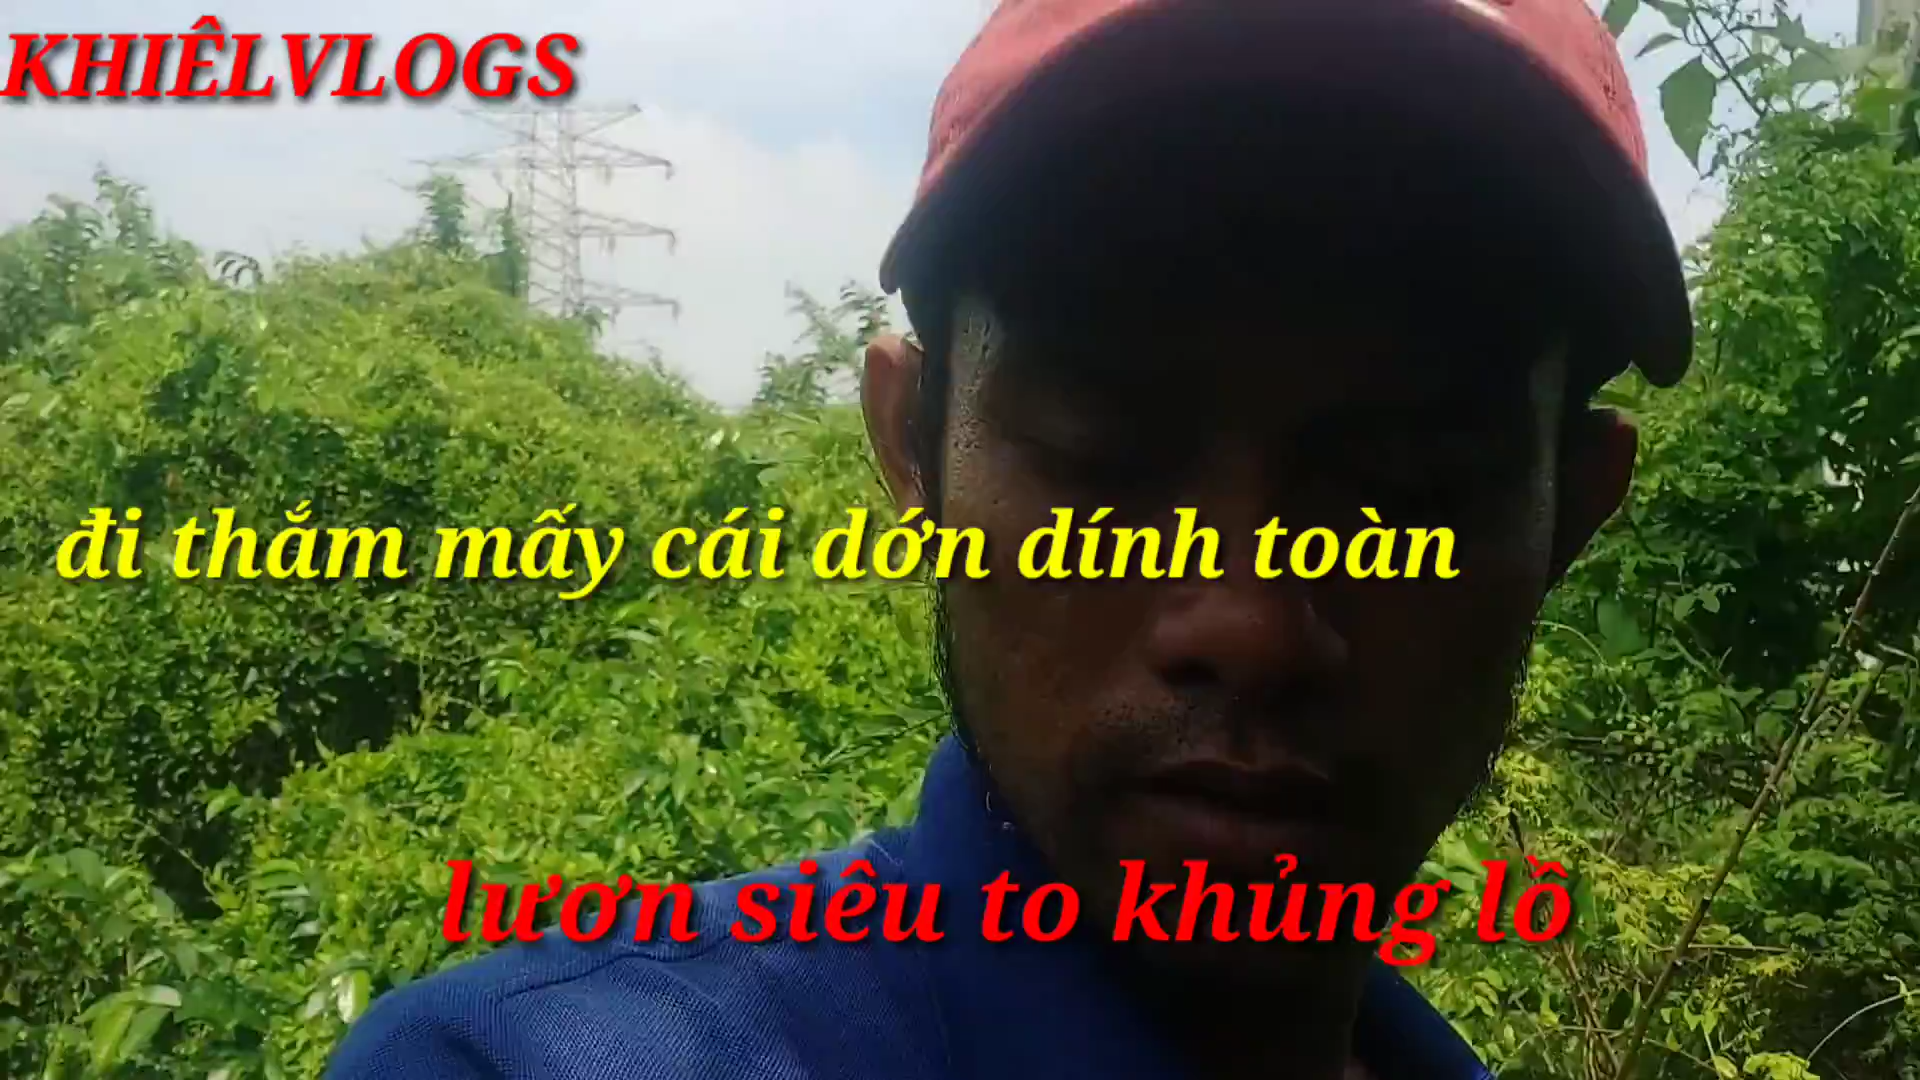 KHIÊLVLOGS
đi thắm mấy cái dớn dính toàn
lươn siêu to khủng lồ